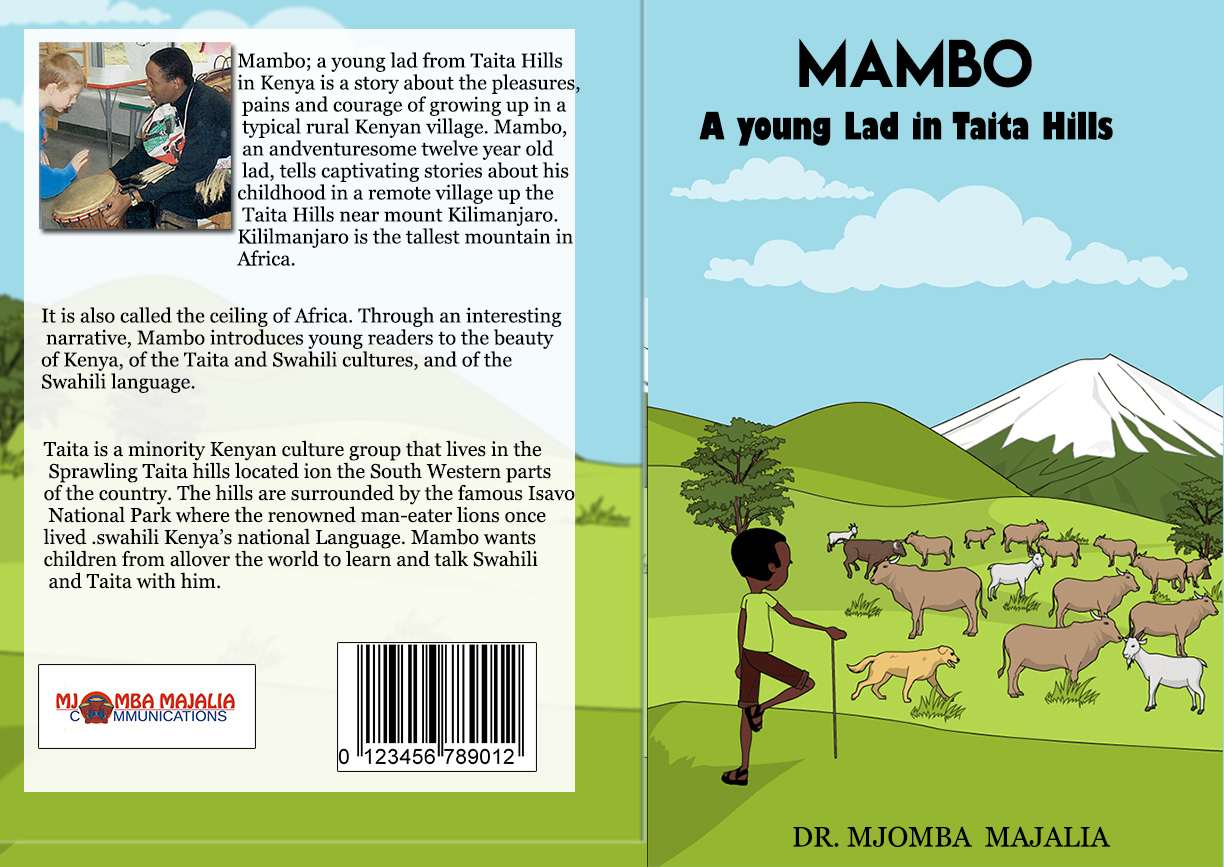 Mambo; a young lad from Taita Hills
in Kenya is a story about the pleasures,
pains and courage of growing up in a
typical rural Kenyan village. Mambo,
an andventuresome twelve year old
lad, tells captivating stories about his
childhood in a remote village up the
Taita Hills near mount Kilimanjaro.
Kililmanjaro is the tallest mountain in
Africa.
It is also called the ceiling of Africa. Through an interesting
narrative, Mambo introduces young readers to the beauty
of Kenya, of the Taita and Swahili cultures, and of the
Swahili language.
Taita is a minority Kenyan culture group that lives in the
Sprawling Taita hills located ion the South Western parts
of the country. The hills are surrounded by the famous Isavo
National Park where the renowned man-eater lions once
lived .swahili Kenya's national Language. Mambo wants
children from allover the world to learn and talk Swahili
and Taita with him.
MJOMBA MAJALIA
COMMUNICATIONS
0 123456 789012
MAMBO
A young Lad in Taita Hills
DR. MJOMBA MAJALIA